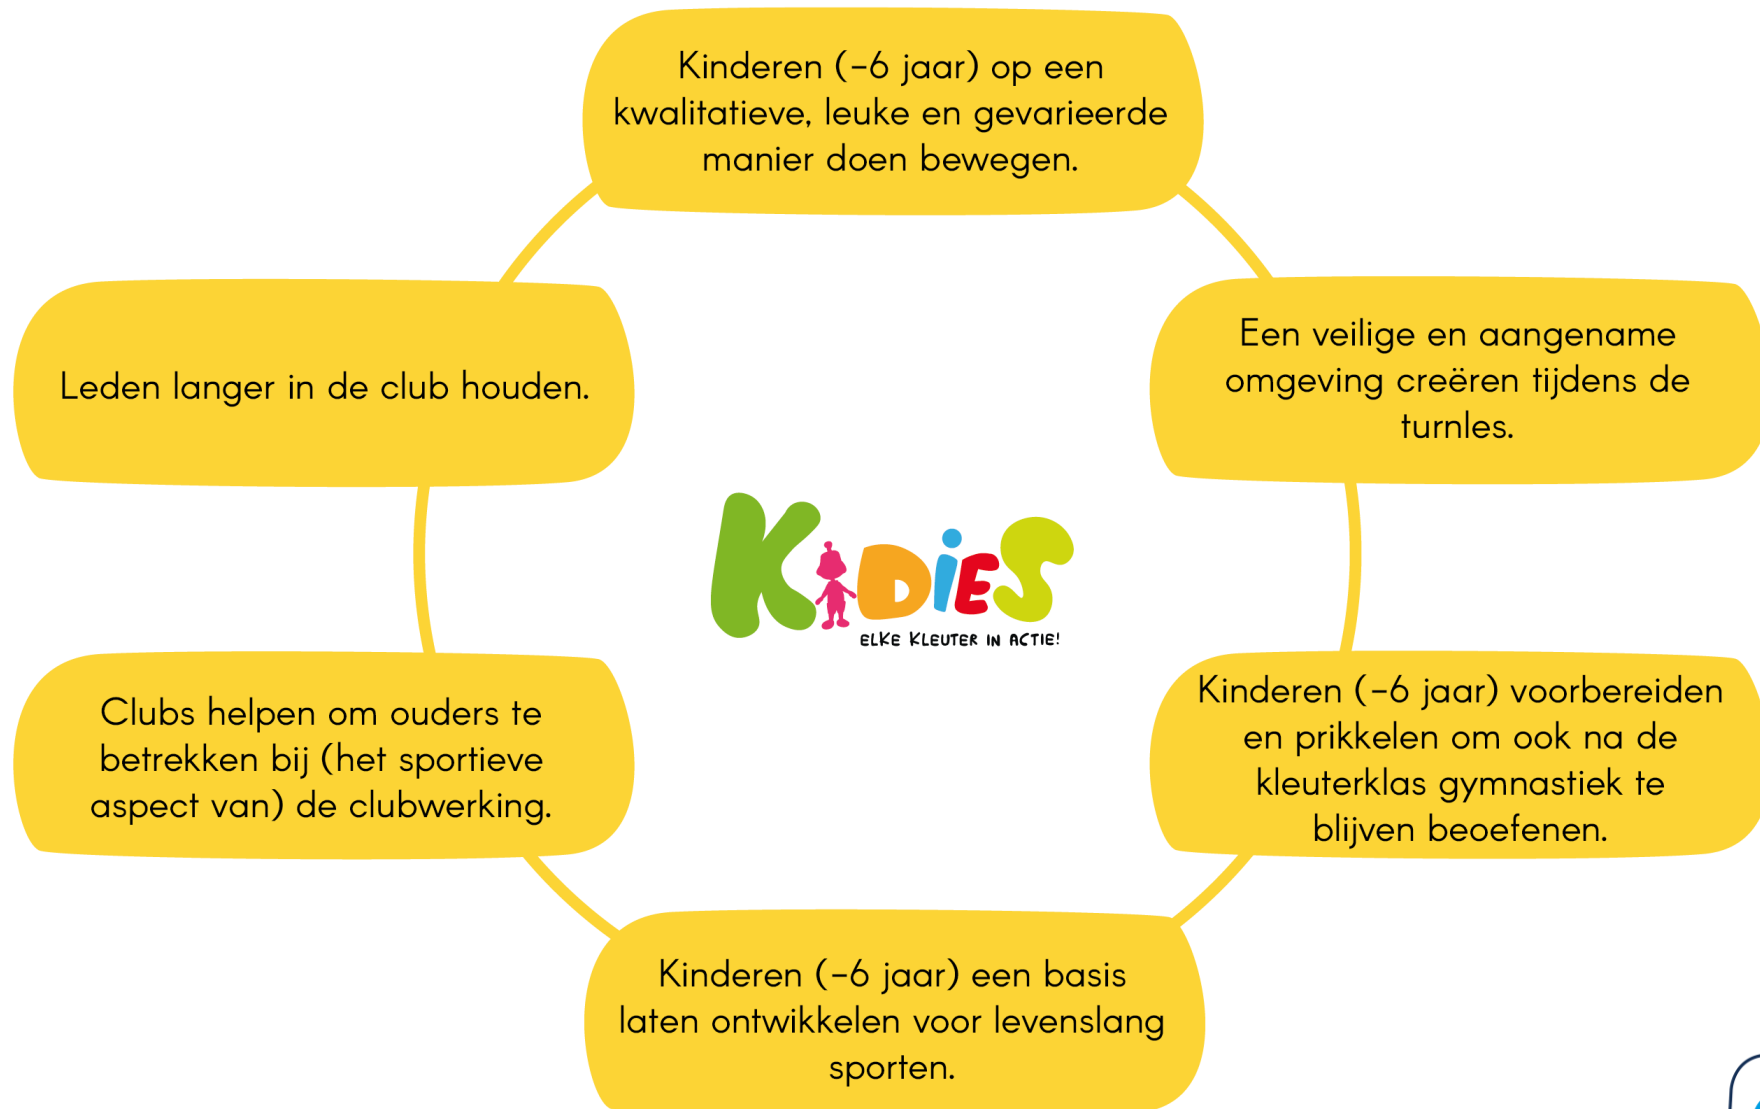 Kinderen (-6 jaar) op een
kwalitatieve, leuke en gevarieerde
manier doen bewegen.
Een veilige en aangename
omgeving creëren tijdens de
turnles.
Kinderen (-6 jaar) voorbereiden
en prikkelen om ook na de
kleuterklas gymnastiek te
blijven beoefenen.
Kinderen (-6 jaar) een basis
laten ontwikkelen voor levenslang
sporten.
Clubs helpen om ouders te
betrekken bij (het sportieve
aspect van) de clubwerking.
Leden langer in de club houden.
KiDiES
ELKE KLEUTER IN ACTIE!